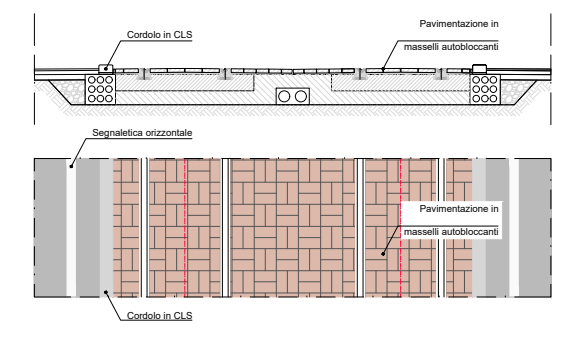 Pavimentazione in
masselli autobloccanti
Cordolo in CLS
Segnaletica orizzontale
Pavimentazione in
masselli autobloccanti
Cordolo in CLS